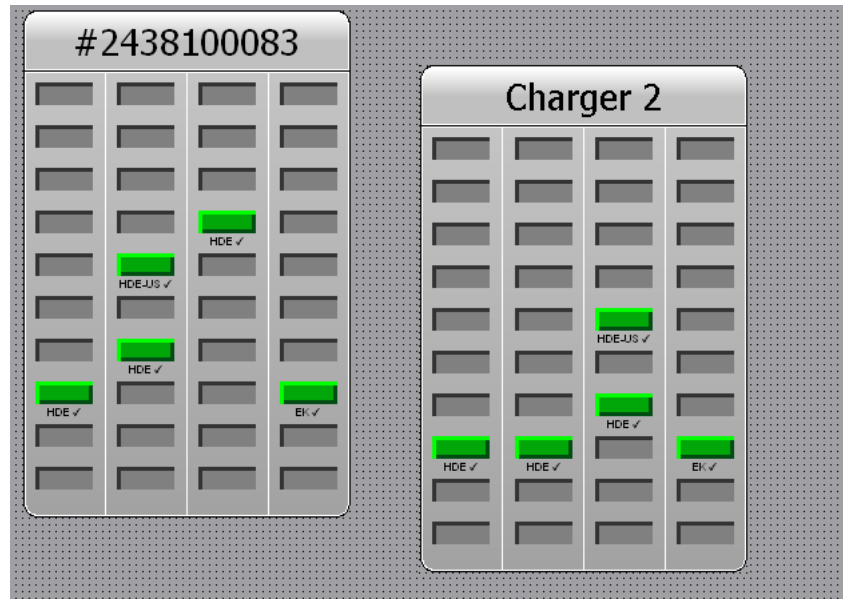 #2438100083
HDE ✓
HDE-US ✓
HDE ✓
HDE ✓
EK ✓
Charger 2
HDE-US ✓
HDE ✓
HDE ✓
HDE ✓
EK ✓